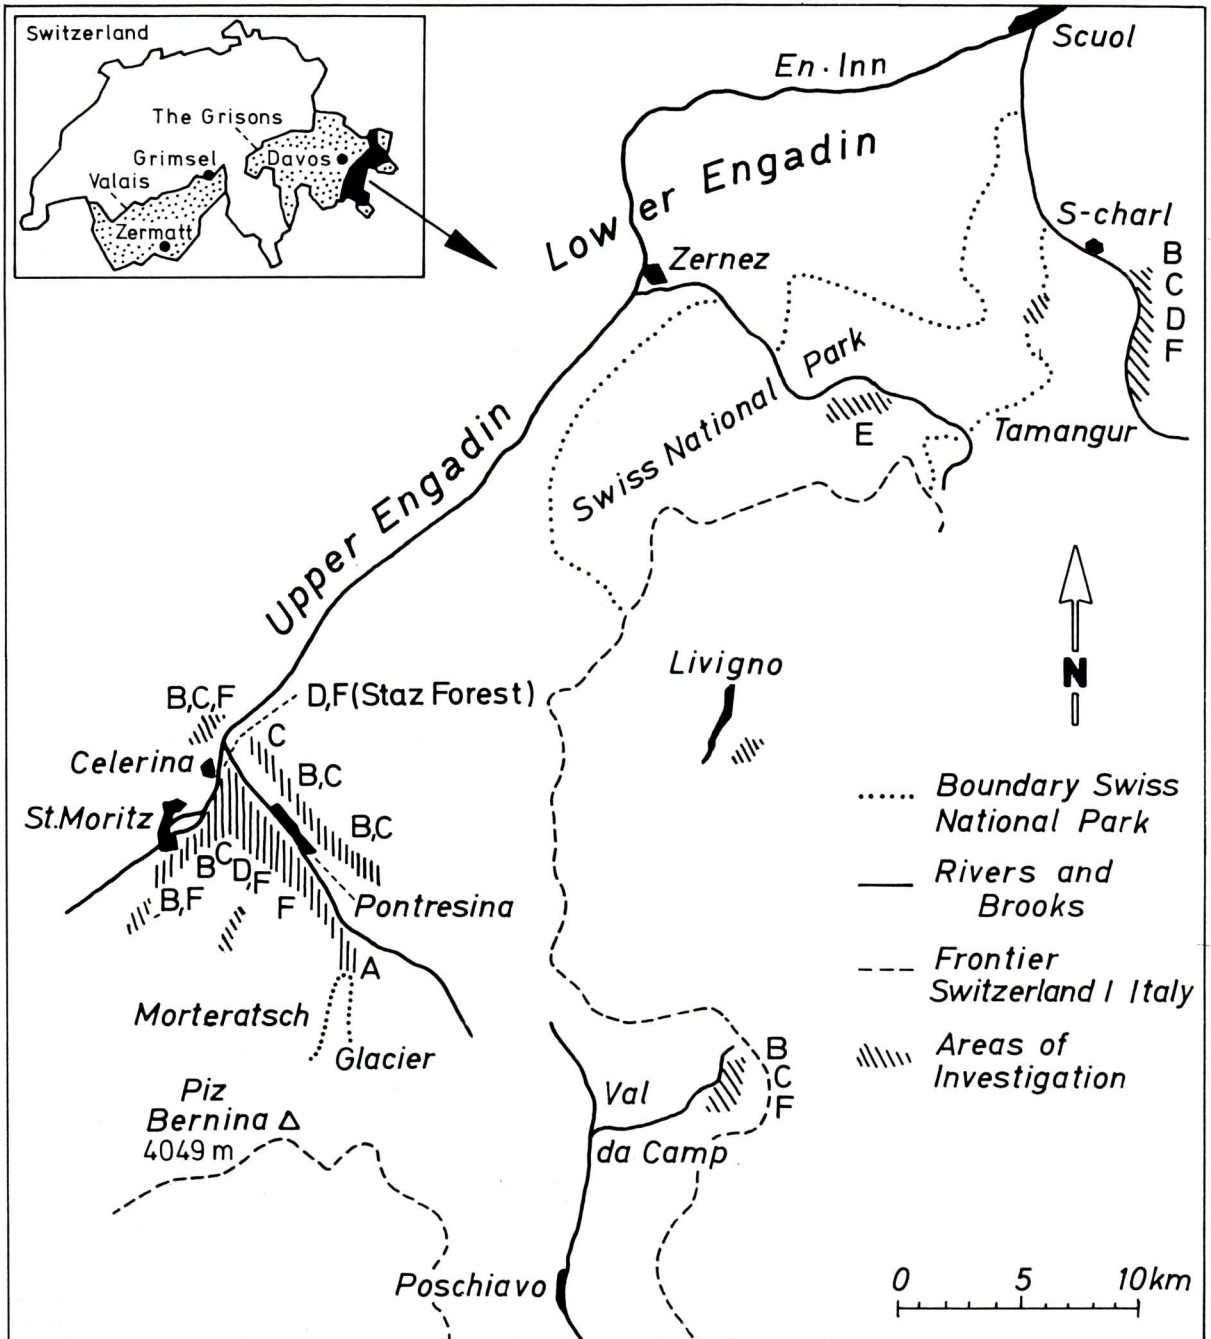 Switzerland
The Grisons
Grimsel
Davos
Valais
Zermatt
Scuol
En·Inn
Lower Engadin
S-charl
B
C
D
F
Zernez
Swiss National Park
E
Tamangur
Upper Engadin
N
Livigno
B,C,F
D,F(Staz Forest)
C
Celerina
B,C
St.Moritz
B,C
B
C
D,F
B,F
F
Pontresina
A
Morteratsch
Glacier
Piz
Bernina
4049 m
Val
da Camp
B
C
F
Poschiavo
Boundary Swiss
National Park
Rivers and
Brooks
Frontier
Switzerland / Italy
Areas of
Investigation
0 5 10km